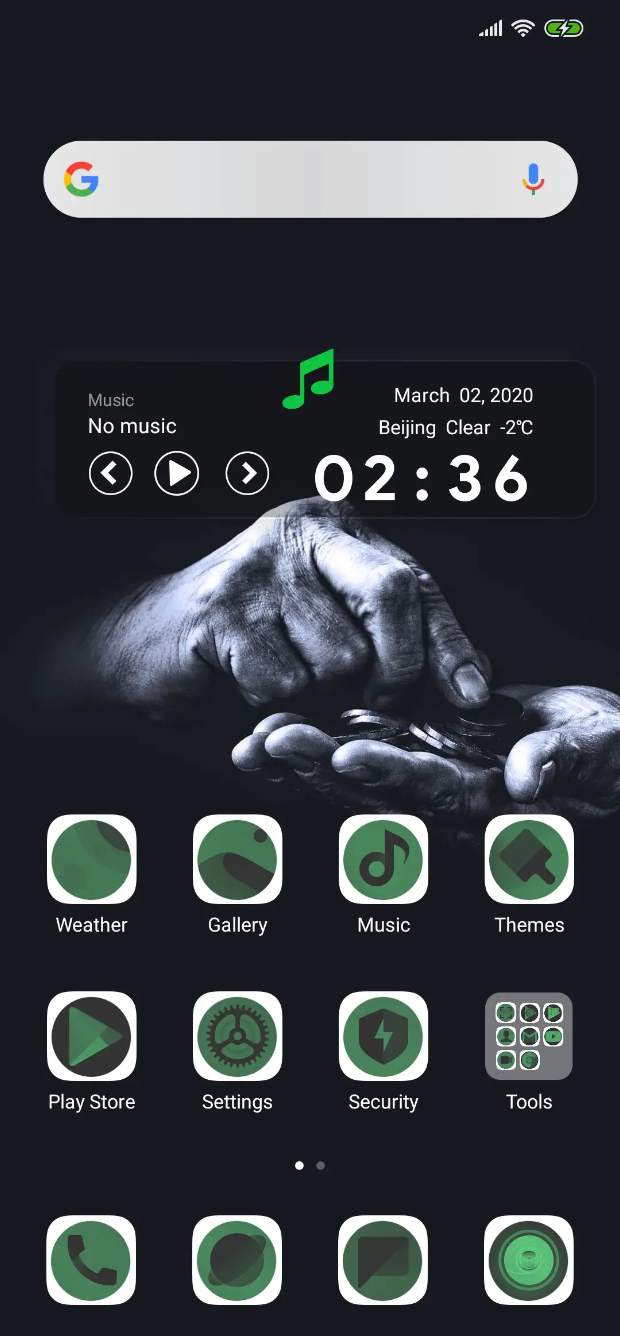 Music
No music
March 02, 2020
Beijing Clear -2℃
02:36
Weather
Gallery
Music
Themes
Play Store
Settings
Security
Tools